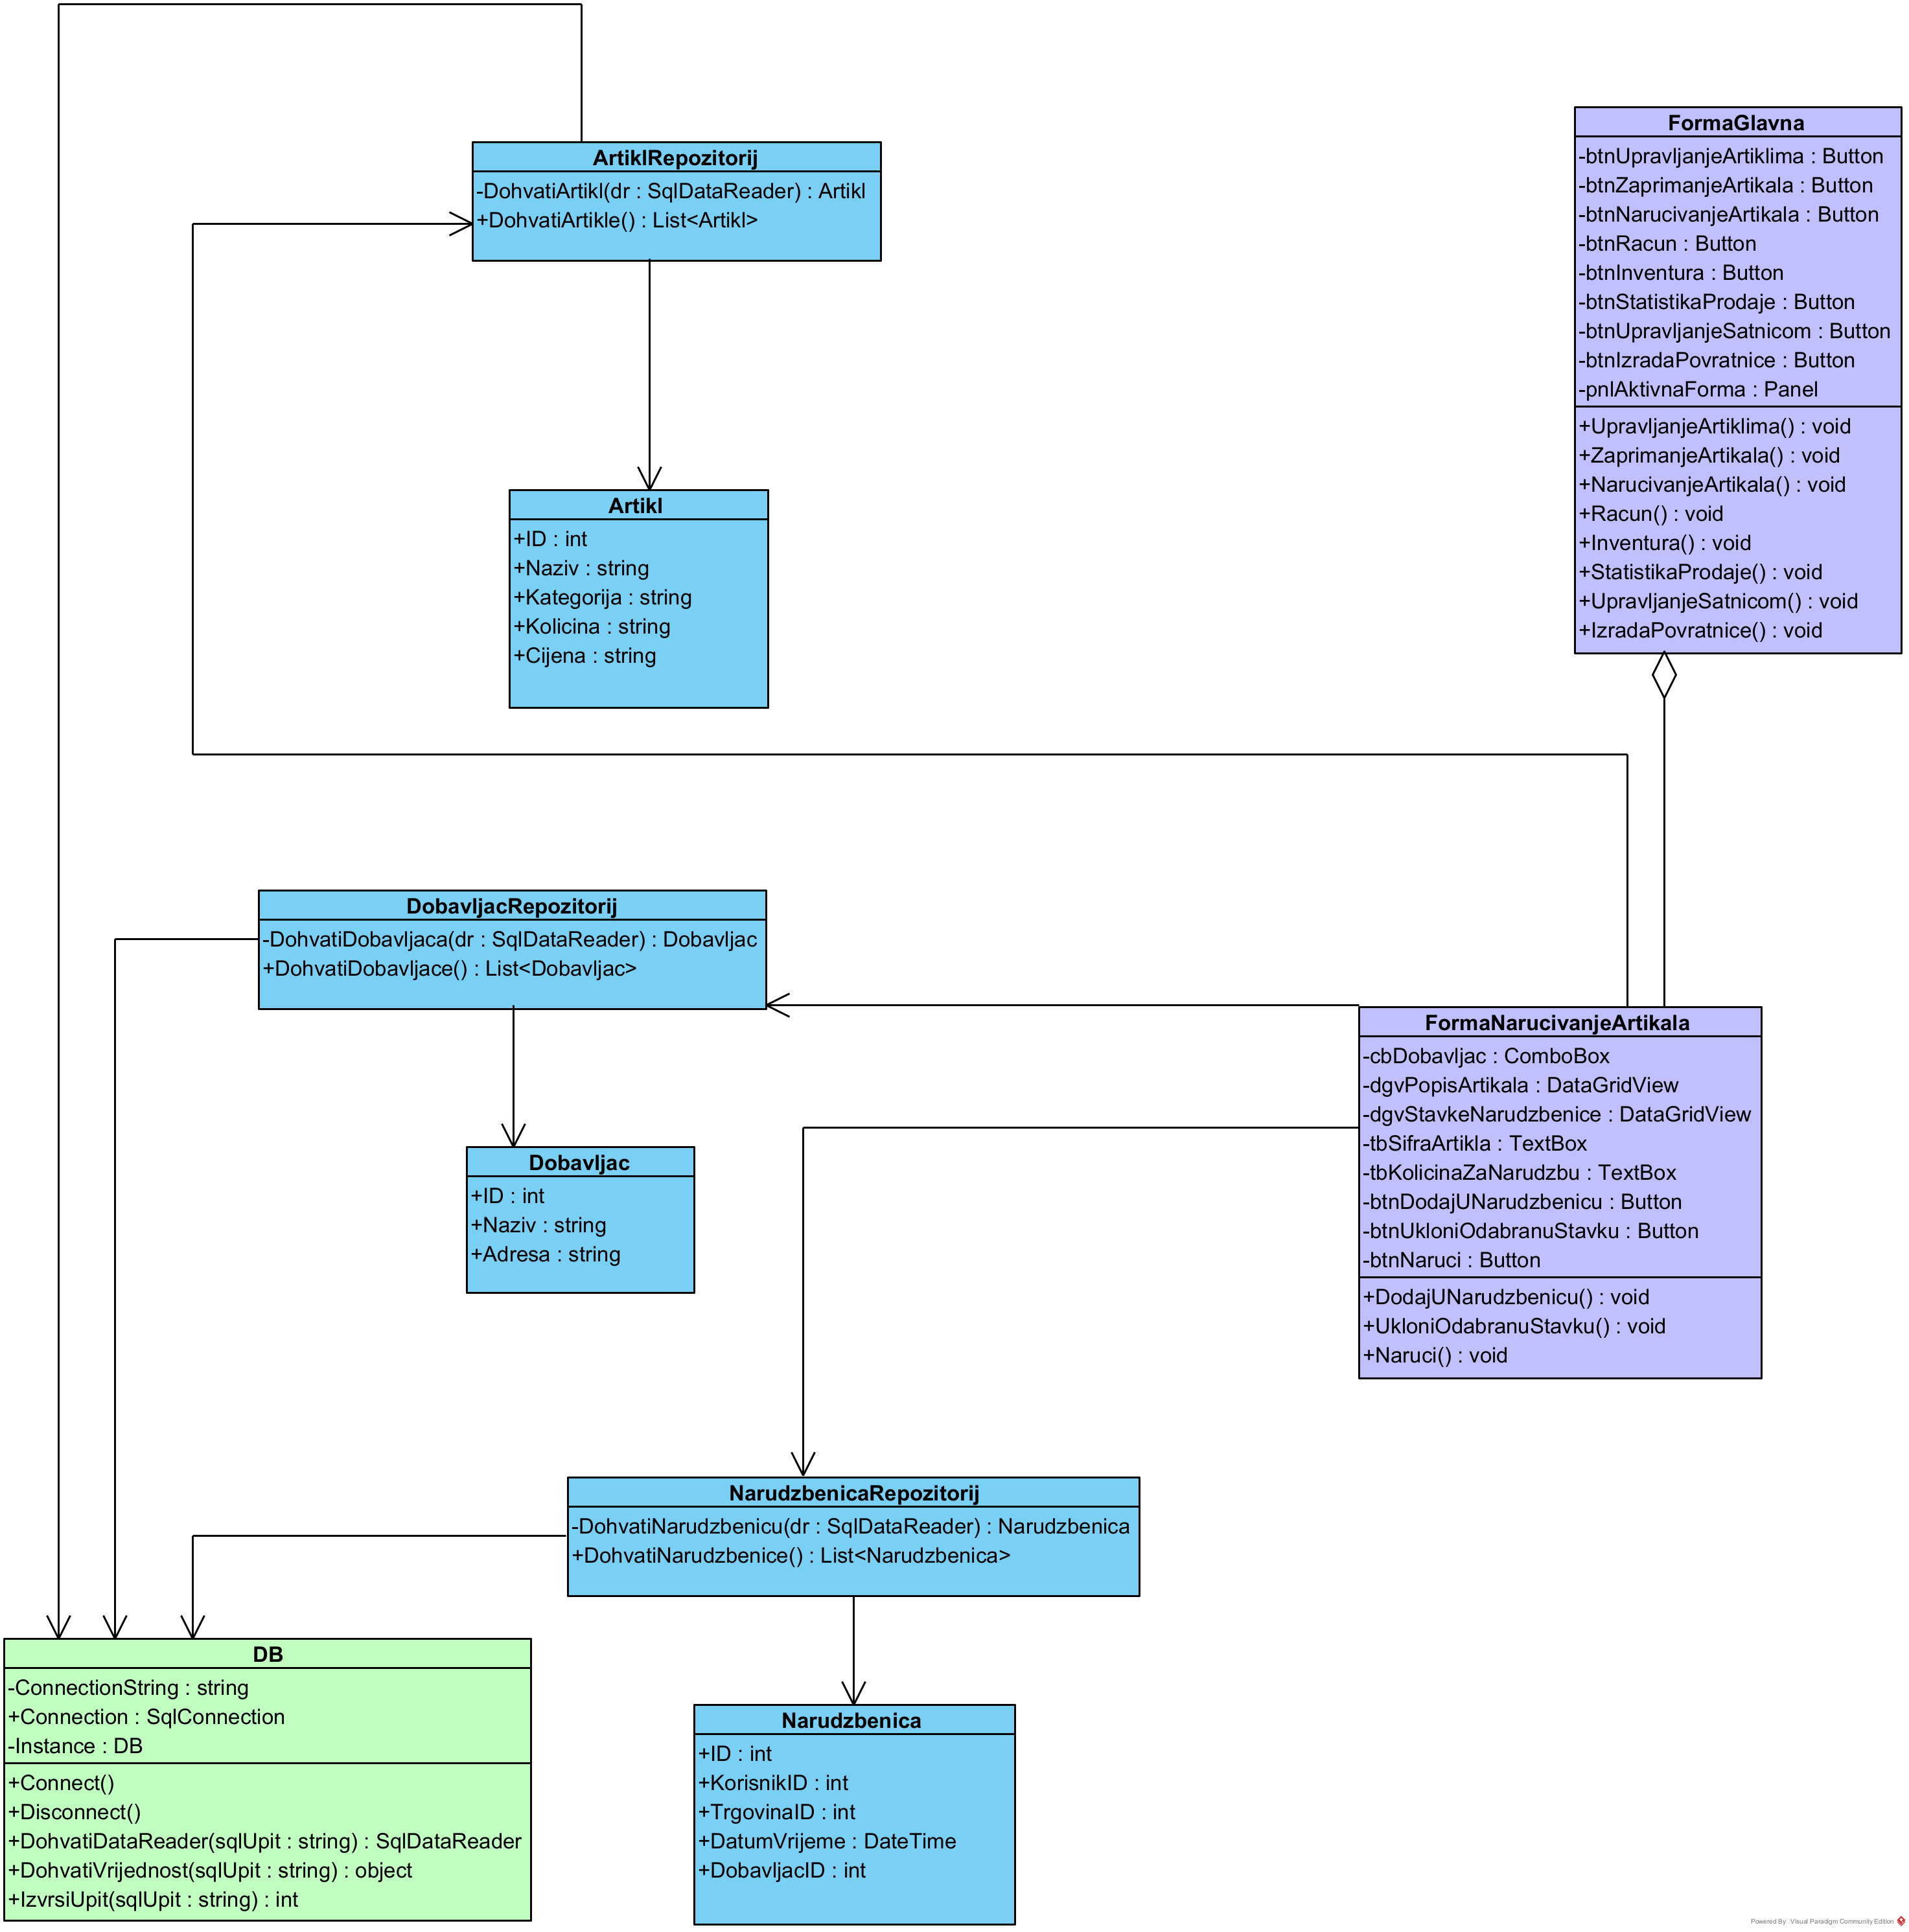 ArtiklRepozitorij
-DohvatiArtikl(dr : SqlDataReader) : Artikl
+DohvatiArtikle() : List<Artikl>
FormaGlavna
-btnUpravljanjeArtiklima : Button
-btnZaprimanjeArtikala : Button
-btnNarucivanjeArtikala : Button
-btnRacun : Button
-btnInventura : Button
-btnStatistikaProdaje : Button
-btnUpravljanjeSatnicom : Button
-btnIzradaPovratnice : Button
-pnlAktivnaForma : Panel
+UpravljanjeArtiklima() : void
+ZaprimanjeArtikala() : void
+NarucivanjeArtikala() : void
+Racun() : void
+Inventura() : void
+StatistikaProdaje() : void
+UpravljanjeSatnicom() : void
+IzradaPovratnice() : void
Artikl
+ID : int
+Naziv : string
+Kategorija : string
+Kolicina : string
+Cijena : string
DobavljacRepozitorij
-DohvatiDobavljaca(dr : SqlDataReader) : Dobavljac
+DohvatiDobavljace() : List<Dobavljac>
FormaNarucivanjeArtikala
-cbDobavljac : ComboBox
-dgvPopisArtikala : DataGridView
-dgvStavkeNarudzbenice : DataGridView
-tbSifraArtikla : TextBox
-tbKolicinaZaNarudzbu : TextBox
-btnDodajUNarudzbenicu : Button
-btnUkloniOdabranuStavku : Button
-btnNaruci : Button
+DodajUNarudzbenicu() : void
+UkloniOdabranuStavku() : void
+Naruci() : void
Dobavljac
+ID : int
+Naziv : string
+Adresa : string
NarudzbenicaRepozitorij
-DohvatiNarudzbenicu(dr : SqlDataReader) : Narudzbenica
+DohvatiNarudzbenice() : List<Narudzbenica>
DB
-ConnectionString : string
+Connection : SqlConnection
-Instance : DB
+Connect()
+Disconnect()
+DohvatiDataReader(sqlUpit : string) : SqlDataReader
+DohvatiVrijednost(sqlUpit : string) : object
+IzvrsiUpit(sqlUpit : string) : int
Narudzbenica
+ID : int
+KorisnikID : int
+TrgovinaID : int
+DatumVrijeme : DateTime
+DobavljacID : int
Powered By Visual Paradigm Community Edition